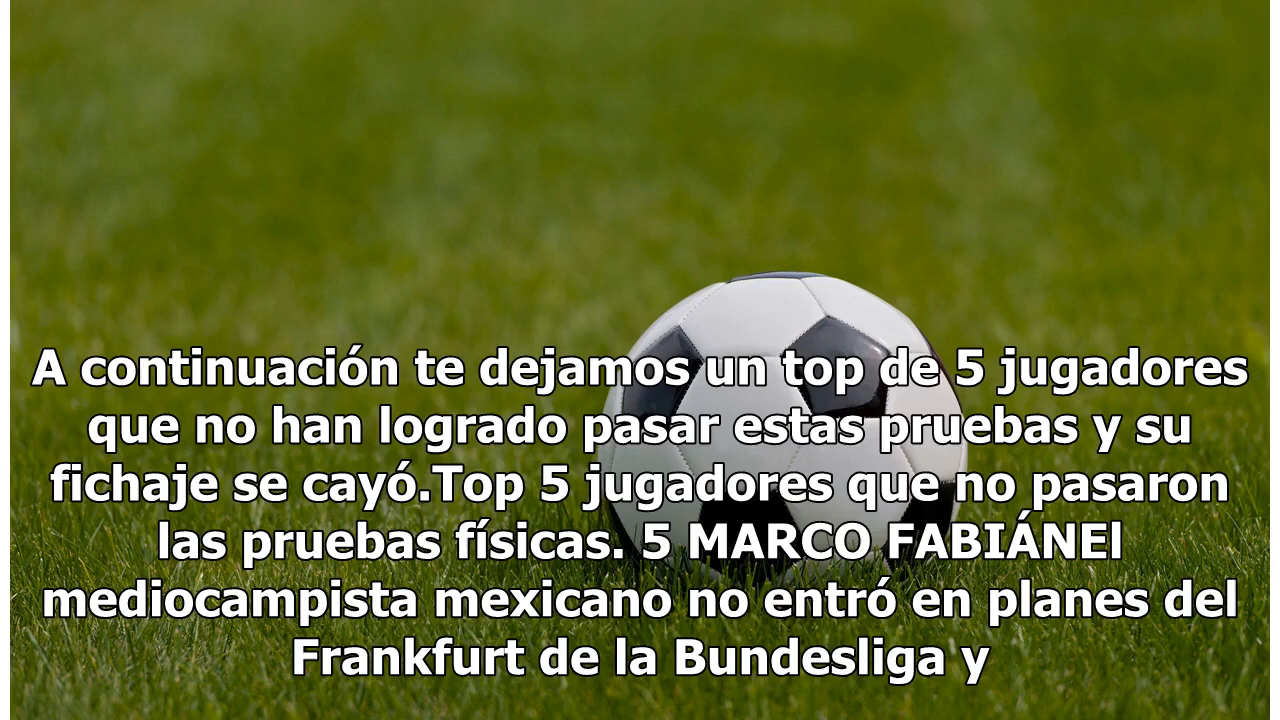 A continuación te dejamos un top de 5 jugadores
que no han logrado pasar estas pruebas y su
fichaje se cayó.Top 5 jugadores que no pasaron
las pruebas físicas. 5 MARCO FABIÁNEl
mediocampista mexicano no entró en planes del
Frankfurt de la Bundesliga y